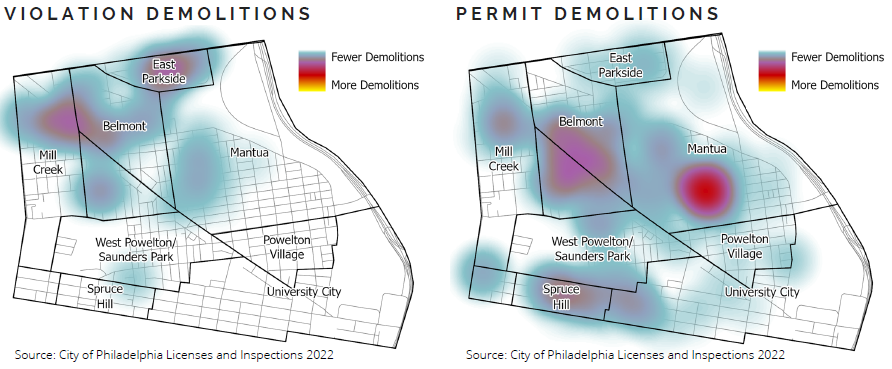 VIOLATION DEMOLITIONS
East
Parkside
Fewer Demolitions
More Demolitions
Belmont
Mill
Creek
Mantua
West Powelton/
Saunders Park
Powelton
Village
Spruce
Hill
University City
Source: City of Philadelphia Licenses and Inspections 2022
PERMIT DEMOLITIONS
East
Parkside
Fewer Demolitions
More Demolitions
Belmont
Mill
Creek
Mantua
West Powelton/
Saunders Park
Powelton
Village
Spruce
Hill
University City
Source: City of Philadelphia Licenses and Inspections 2022